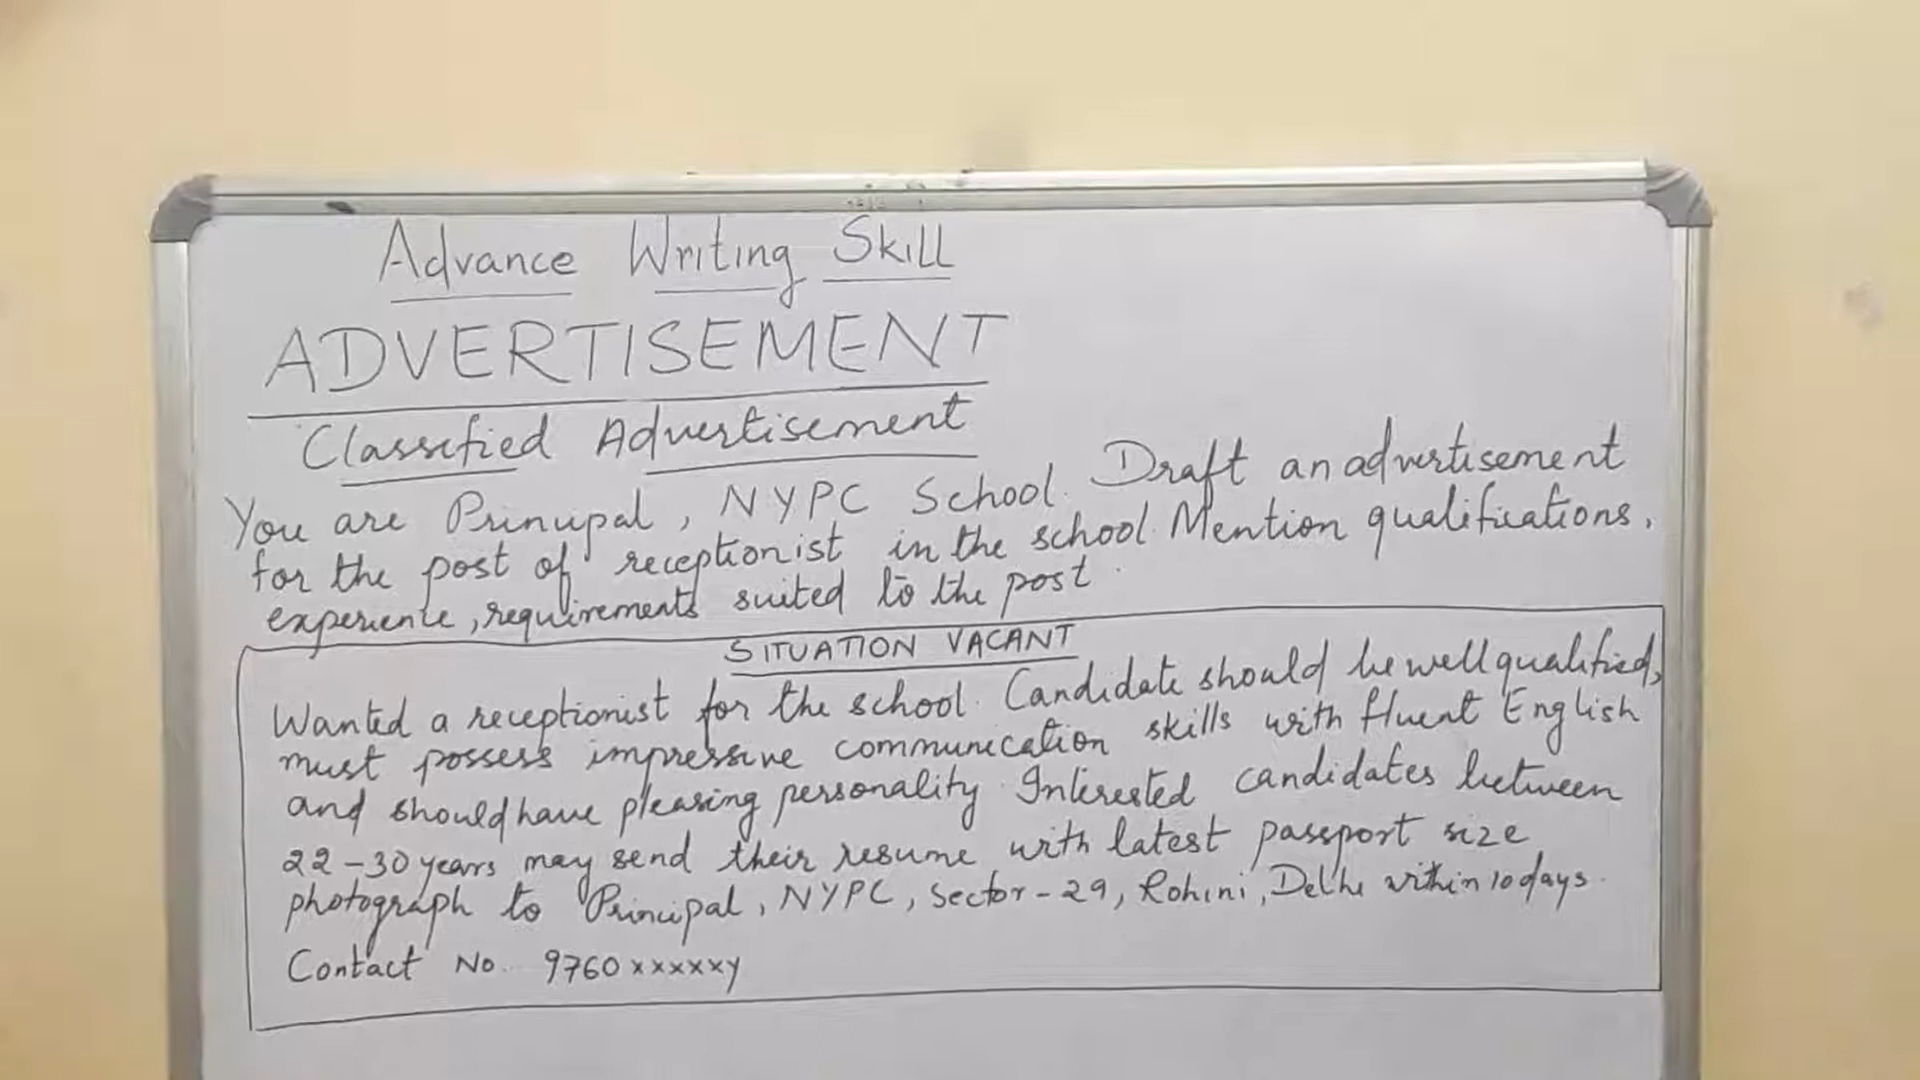 Advance Writing Skill
ADVERTISEMENT
Classified Advertisement
You are Principal, NYPC School. Draft an advertisement
for the post of receptionist in the school. Mention qualifications,
experience, requirements suited to the post.
SITUATION VACANT
Wanted a receptionist for the school. Candidate should be well qualified,
must possess impressive communication skills with fluent English
and should have pleasing personality. Interested candidates between
22-30 years may send their resume with latest passport size
photograph to Principal, NYPC, Sector-29, Rohini, Delhi within 10 days.
Contact No. 9760xxxxxy